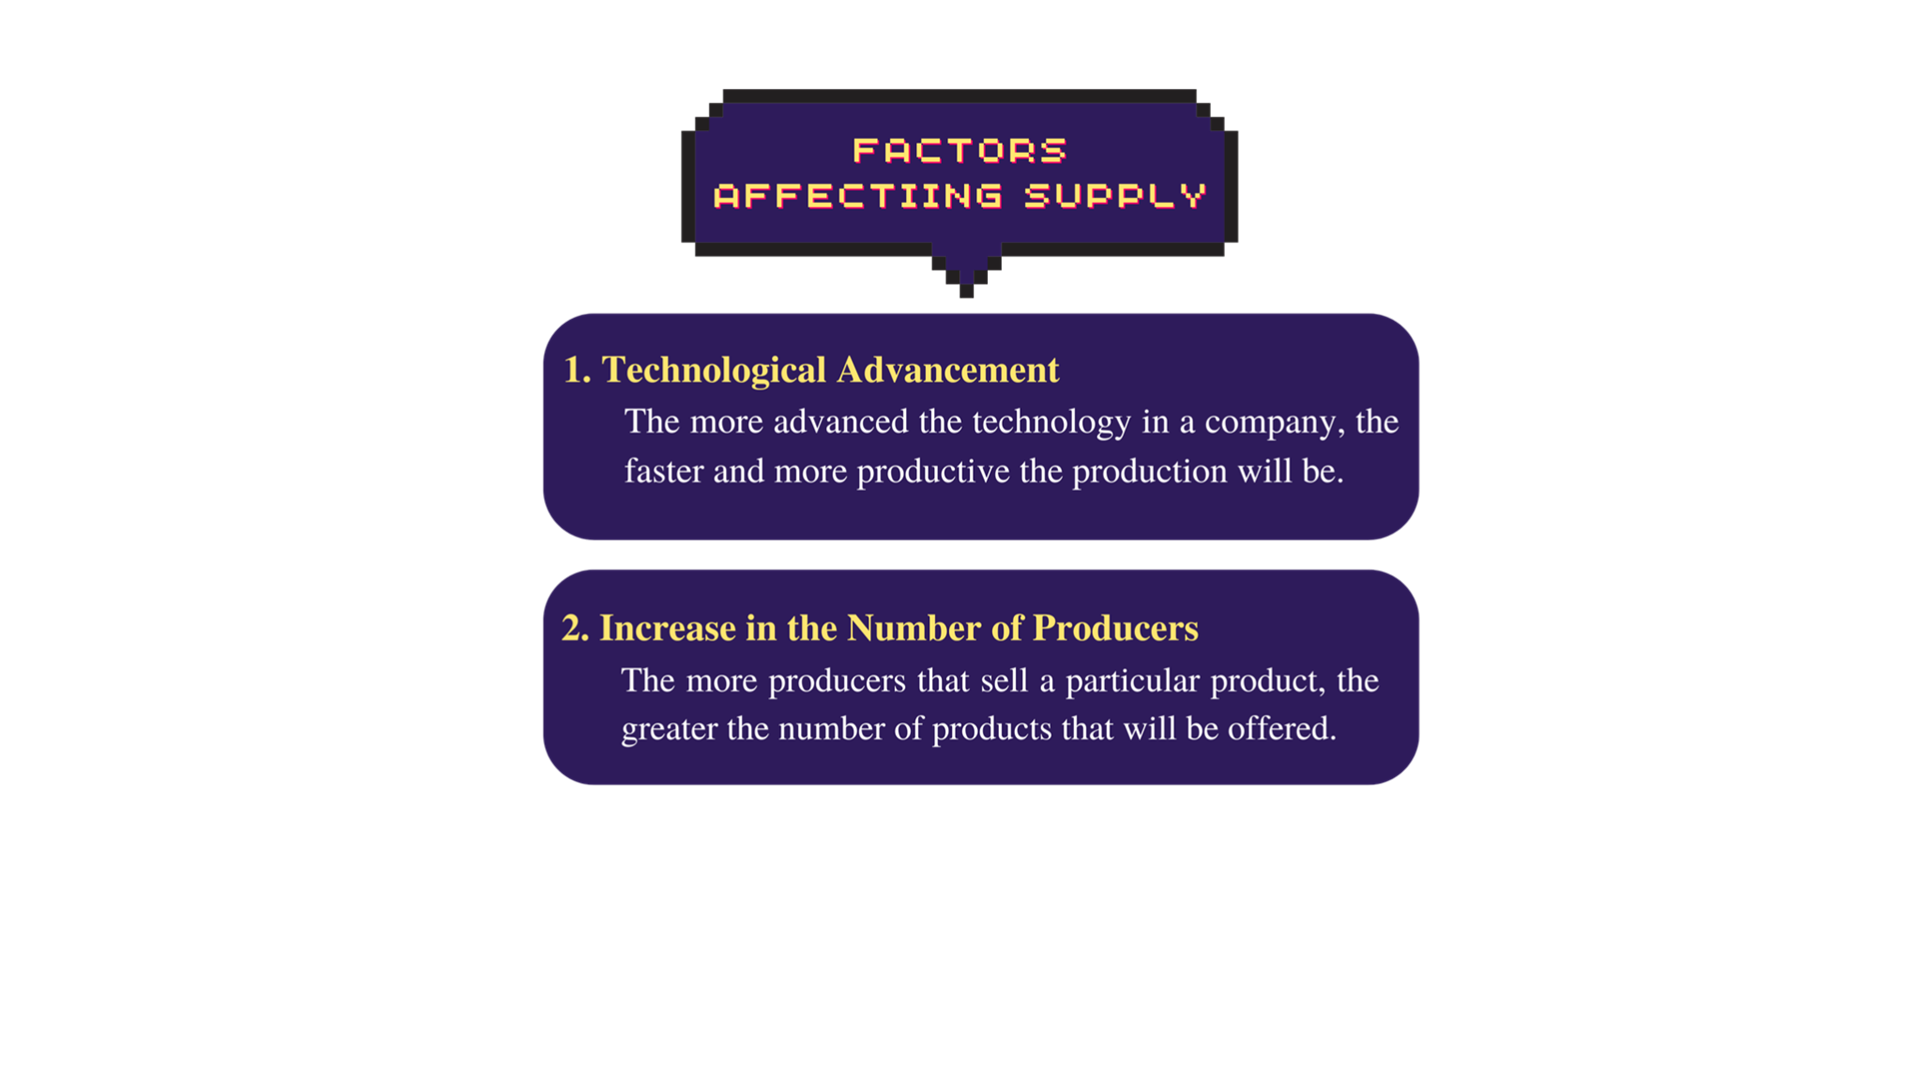 FACTORS
AFFECTIING SUPPLY
1. Technological Advancement
The more advanced the technology in a company, the
faster and more productive the production will be.
2. Increase in the Number of Producers
The more producers that sell a particular product, the
greater the number of products that will be offered.